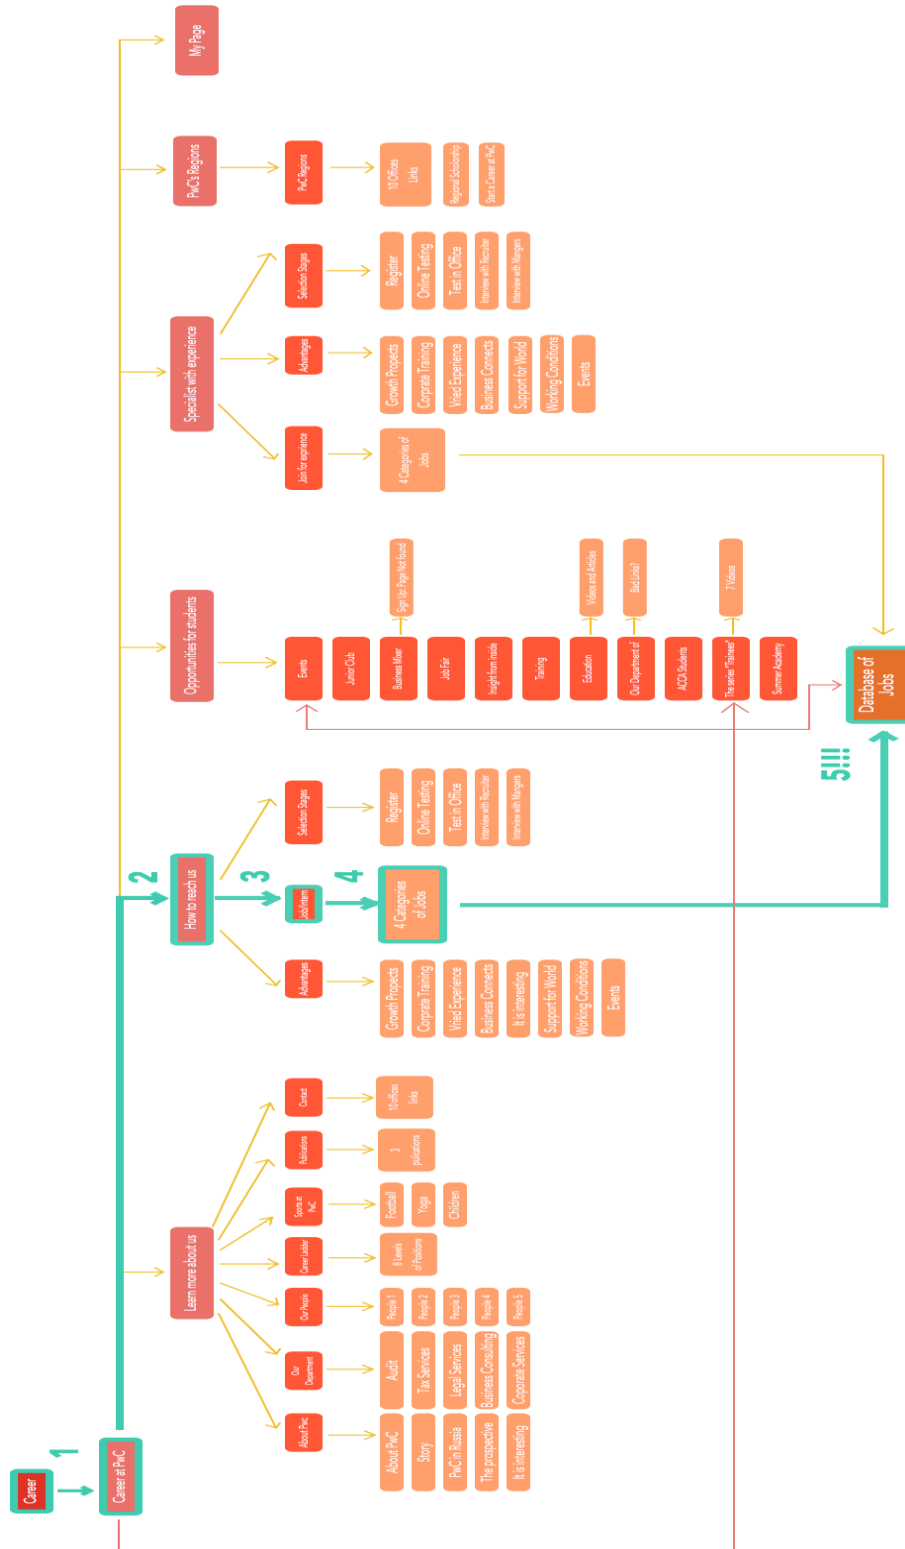 Career
1
Career at PwC
2
Learn more about us
How to reach us
Opportunities for students
Specialist with experience
PwC's Regions
My Page
3
About Pwc
Our
Department
Our People
Career Ladder
Sports at
PwC
Publications
Contact
Advantages
Job/Intern
Selection Stages
Events
Junior Club
Business Mixer
Job Fair
Insight from inside
Training
Education
Our Department of
ACCA Students
The series "Traineer"
Summer Academy
Join for exprience
Advantages
Selection Stages
PwC Regions
4
About PwC
Story
PwC in Russia
The prospective
It is interesting
Audit
Tax Services
Legal Services
Business Consulting
Coporate Services
People 1
People 2
People 3
People 4
People 5
8 Levels
of Positions
Football
Yoga
Children
3
pulications
10 offices
links
Growth Propects
Corprate Training
Vried Experience
Business Connects
It is interesting
Support for World
Working Conditions
Events
4 Categories
of Jobs
Register
Online Testing
Test in Office
Interview with Recruiter
Interview with Mangers
Sign Up: Page Not found
Videos and Articles
Bad Links?
7 Videos
4 Categories of
Jobs
Growth Propects
Corprate Training
Vried Experience
Business Connects
Support for World
Working Conditions
Events
Register
Online Testing
Test in Office
Interview with Recruiter
Interview with Mangers
10 Offices
Links
Regional Scholorship
Start a Career at PwC
5!!!
Database of
Jobs